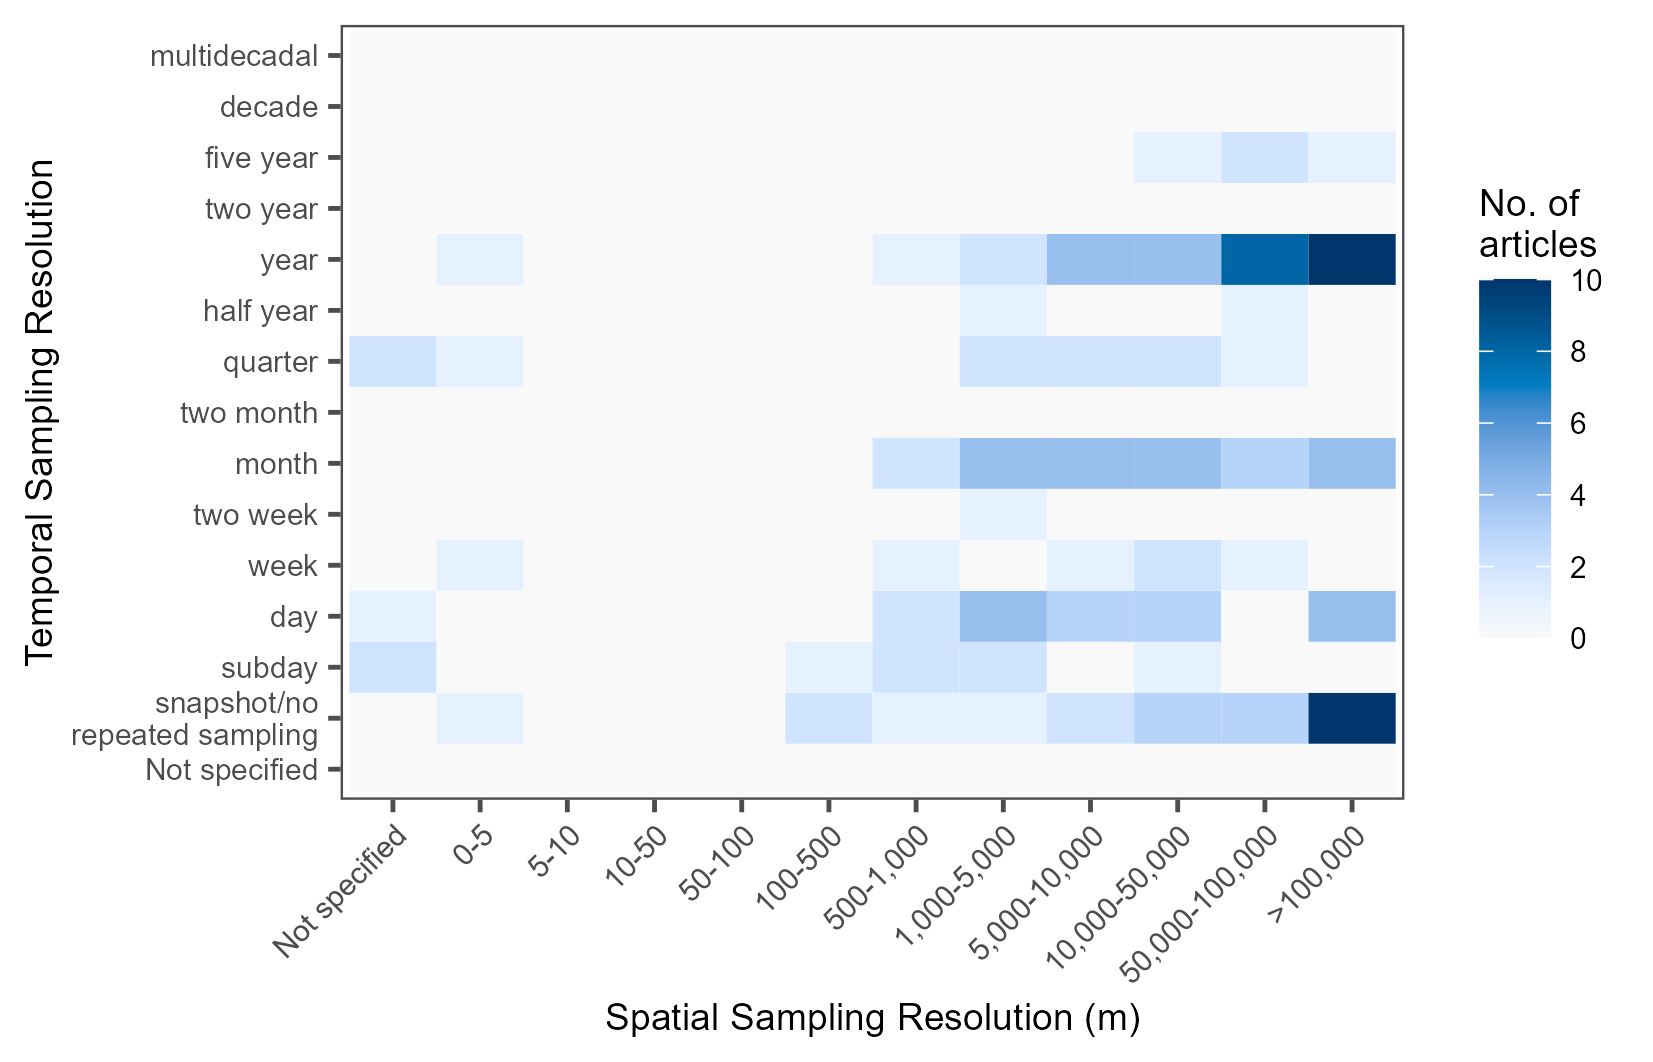 multidecadal
decade
five year
two year
year
half year
quarter
two month
month
two week
week
day
subday
snapshot/no
repeated sampling
Not specified
Temporal Sampling Resolution
Not specified
0-5
5-10
10-50
50-100
100-500
500-1,000
1,000-5,000
5,000-10,000
10,000-50,000
50,000-100,000
>100,000
Spatial Sampling Resolution (m)
No. of
articles
10
8
6
4
2
0